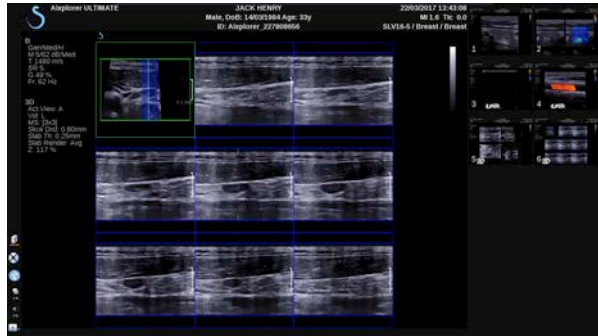 Aixplorer ULTIMATE
JACK HENRY
22/03/2017 13:43:08
Male, DoB: 14/03/1984 Age: 33y
MI 1.6 TIc 0.0
ID: Aixplorer_227808656
SLV16-5 / Breast / Breast
B
Gen/Med/H
M 5/62 dB/Med
T 1480 m/s
SR 5
G 49 %
Fr. 62 Hz
3D
Act View: A
Vol: L
MS: [3x3]
Slice Dist: 0.80mm
Slab Th: 0.25mm
Slab Render: Avg
Z: 117 %
1
2
3
4
5 3D
6 3D